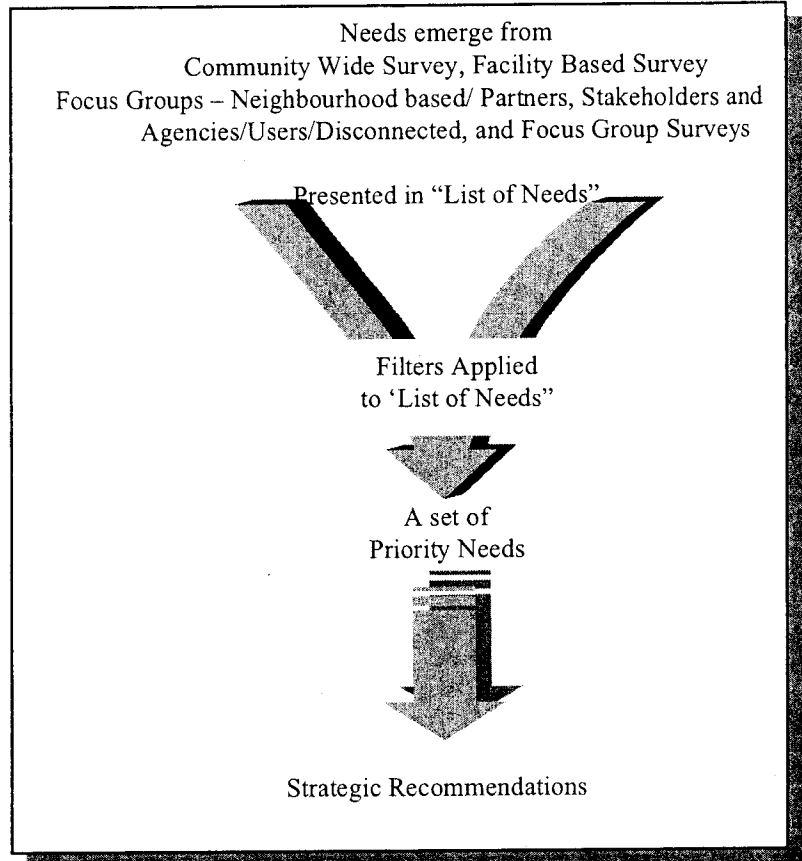 Needs emerge from
Community Wide Survey, Facility Based Survey
Focus Groups – Neighbourhood based/ Partners, Stakeholders and
Agencies/Users/Disconnected, and Focus Group Surveys
Presented in “List of Needs”
Filters Applied
to ‘List of Needs”
A set of
Priority Needs
Strategic Recommendations